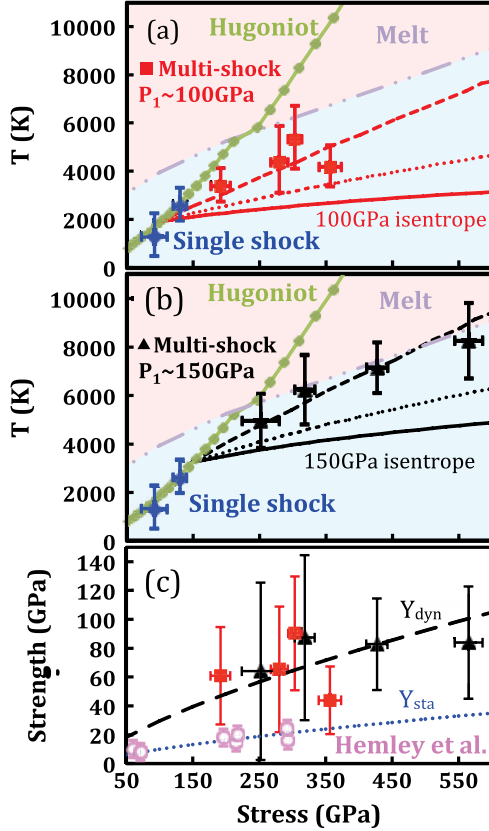 (a)
Hugoniot
Melt
Multi-shock
P1~100GPa
Single shock
100GPa isentrope
T (K)
10000
8000
6000
4000
2000
0
(b)
Hugoniot
Melt
Multi-shock
P1~150GPa
Single shock
150GPa isentrope
T (K)
10000
8000
6000
4000
2000
0
(c)
Ydyn
Ysta
Hemley et al.
Strength (GPa)
140
120
100
80
60
40
20
0
50 150 250 350 450 550
Stress (GPa)